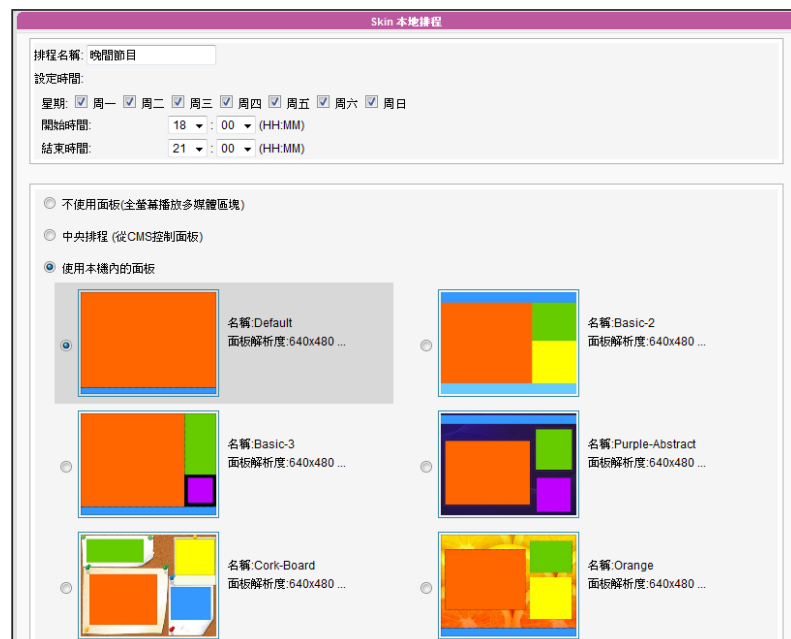 Skin 本地排程
排程名稱: 晚間節目
設定時間:
星期: 周一 周二 周三 周四 周五 周六 周日
開始時間: 18 : 00 (HH:MM)
結束時間: 21 : 00 (HH:MM)
不使用面板(全螢幕播放多媒體區塊)
中央排程 (從CMS控制面板)
使用本機內的面板
名稱:Default
面板解析度:640x480 ...
名稱:Basic-2
面板解析度:640x480 ...
名稱:Basic-3
面板解析度:640x480 ...
名稱:Purple-Abstract
面板解析度:640x480 ...
名稱:Cork-Board
面板解析度:640x480 ...
名稱:Orange
面板解析度:640x480 ...